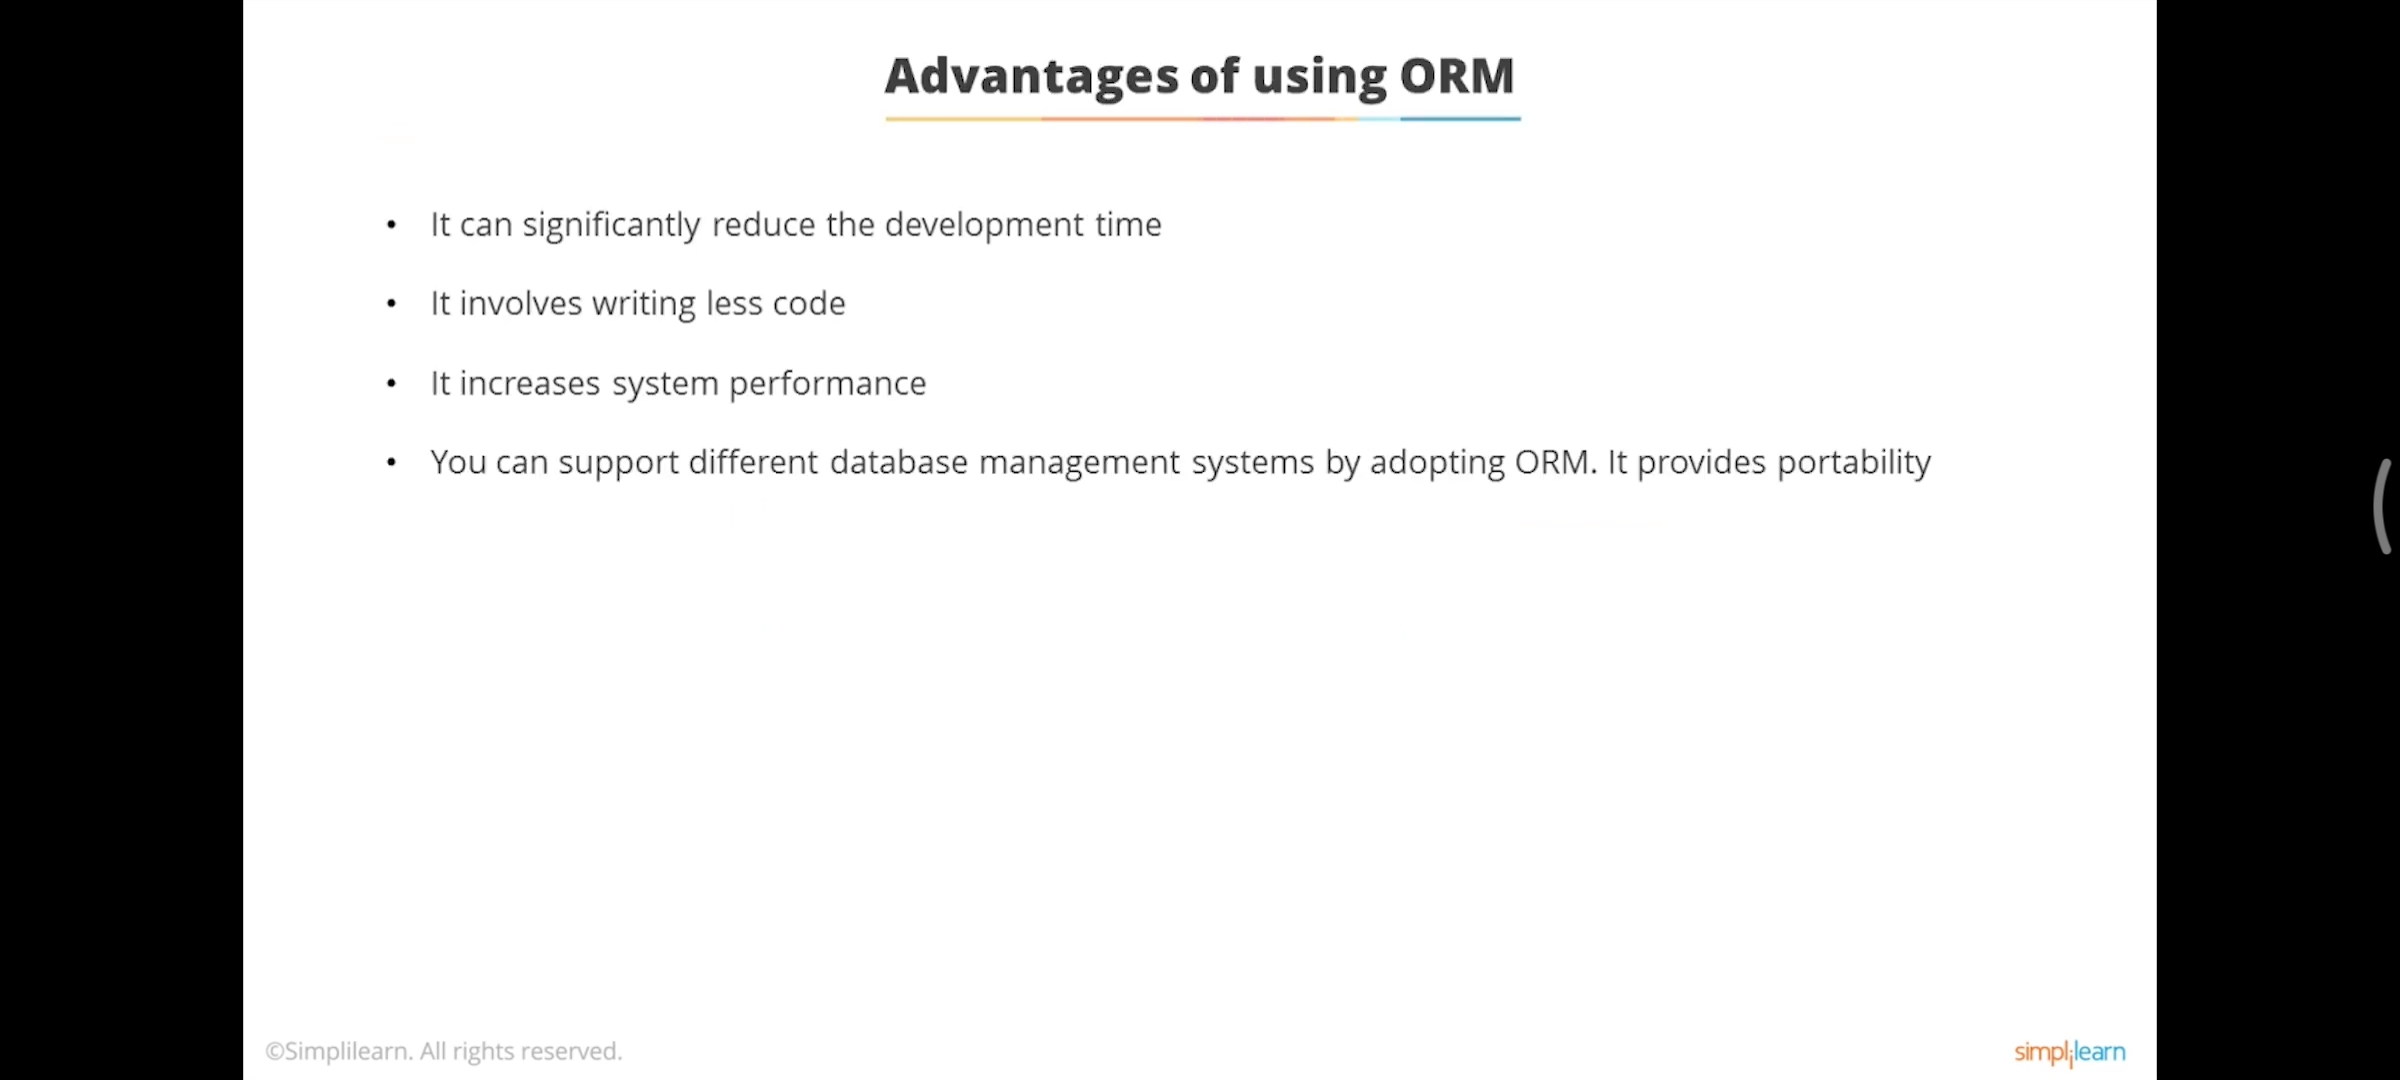 Advantages of using ORM
• It can significantly reduce the development time
• It involves writing less code
• It increases system performance
• You can support different database management systems by adopting ORM. It provides portability
©Simplilearn. All rights reserved.
simplilearn